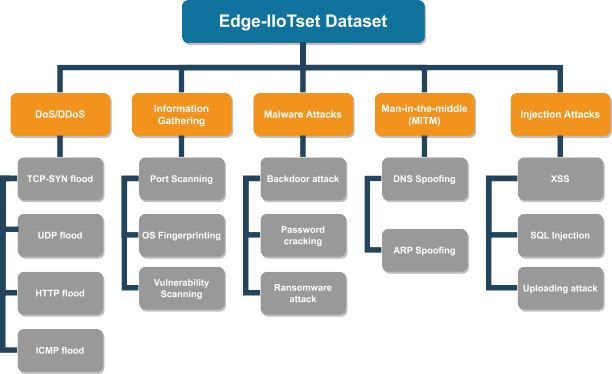 Edge-IIoTset Dataset
DoS/DDoS
Information
Gathering
Malware Attacks
Man-in-the-middle
(MITM)
Injection Attacks
TCP-SYN flood
Port Scanning
Backdoor attack
DNS Spoofing
XSS
UDP flood
OS Fingerprinting
Password
cracking
ARP Spoofing
SQL Injection
HTTP flood
Vulnerability
Scanning
Ransomware
attack
Uploading attack
ICMP flood